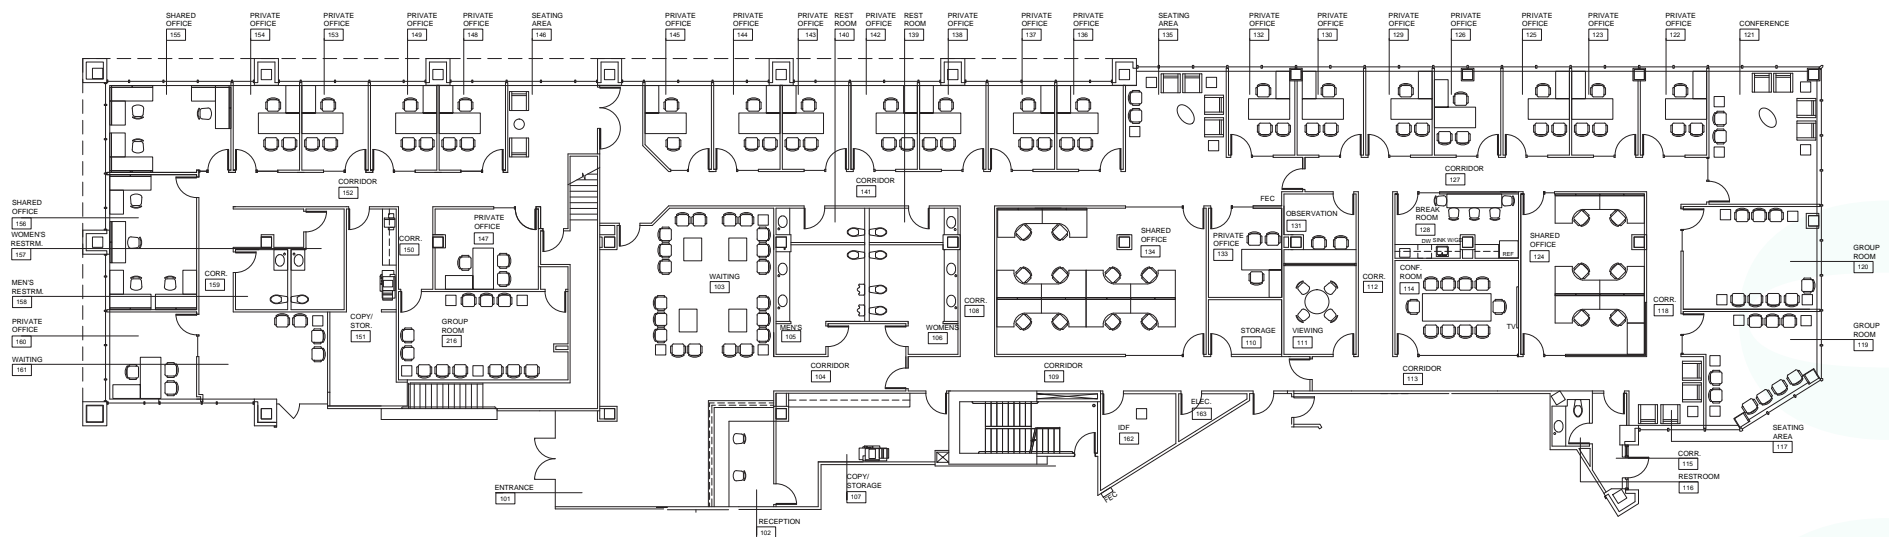 SHARED
OFFICE
155
PRIVATE
OFFICE
154
PRIVATE
OFFICE
153
PRIVATE
OFFICE
149
PRIVATE
OFFICE
148
SEATING
AREA
146
PRIVATE
OFFICE
145
PRIVATE
OFFICE
144
PRIVATE
OFFICE
143
REST
ROOM
140
PRIVATE
OFFICE
142
REST
ROOM
139
PRIVATE
OFFICE
138
PRIVATE
OFFICE
137
PRIVATE
OFFICE
136
SEATING
AREA
135
PRIVATE
OFFICE
132
PRIVATE
OFFICE
130
PRIVATE
OFFICE
129
PRIVATE
OFFICE
126
PRIVATE
OFFICE
125
PRIVATE
OFFICE
123
PRIVATE
OFFICE
122
CONFERENCE
121
CORRIDOR
152
CORRIDOR
141
CORRIDOR
127
SHARED
OFFICE
156
WOMEN'S
RESTRM.
157
MEN'S
RESTRM.
158
PRIVATE
OFFICE
160
WAITING
161
CORR.
159
COPY/
STOR.
151
CORR.
150
PRIVATE
OFFICE
147
GROUP
ROOM
216
WAITING
103
MEN'S
105
WOMENS
106
CORR.
108
SHARED
OFFICE
134
FEC
PRIVATE
OFFICE
133
STORAGE
110
OBSERVATION
131
VIEWING
111
CORR.
112
BREAK
ROOM
128
DW
SINK W/GD
REF
CONF.
ROOM
114
TV
SHARED
OFFICE
124
CORR.
118
GROUP
ROOM
120
GROUP
ROOM
119
CORRIDOR
104
CORRIDOR
109
CORRIDOR
113
ELEC.
163
IDF
162
FEC
ENTRANCE
101
RECEPTION
102
COPY/
STORAGE
107
SEATING
AREA
117
CORR.
115
RESTROOM
116